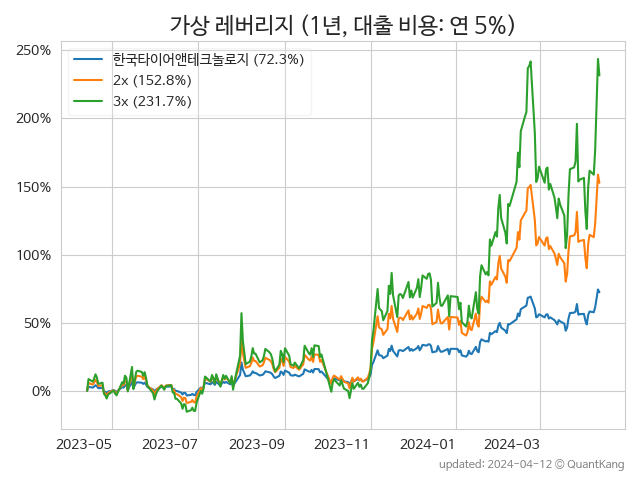 가상 레버리지 (1년, 대출 비용: 연 5%)
250%
200%
150%
100%
50%
0%
한국타이어앤테크놀로지 (72.3%)
2x (152.8%)
3x (231.7%)
2023-05 2023-07 2023-09 2023-11 2024-01 2024-03
updated: 2024-04-12 © QuantKang